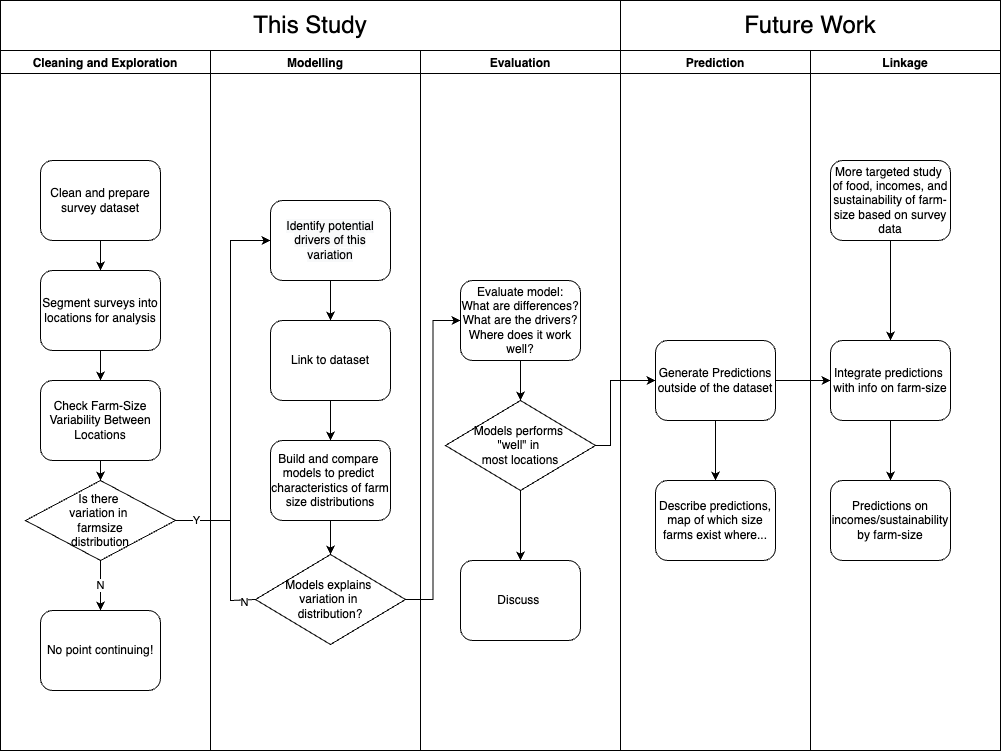 This Study
Future Work
Cleaning and Exploration
Modelling
Evaluation
Prediction
Linkage
Clean and prepare
survey dataset
Segment surveys into
locations for analysis
Check Farm-Size
Variability Between
Locations
Is there
variation in
farmsize
distribution
Y
N
No point continuing!
Identify potential
drivers of this
variation
Link to dataset
Build and compare
models to predict
characteristics of farm
size distributions
Models explains
variation in
distribution?
N
Evaluate model:
What are differences?
What are the drivers?
Where does it work
well?
Models performs
"well" in
most locations
Discuss
Generate Predictions
outside of the dataset
Describe predictions,
map of which size
farms exist where...
More targeted study
of food, incomes, and
sustainability of farm-
size based on survey
data
Integrate predictions
with info on farm-size
Predictions on
incomes/sustainability
by farm-size